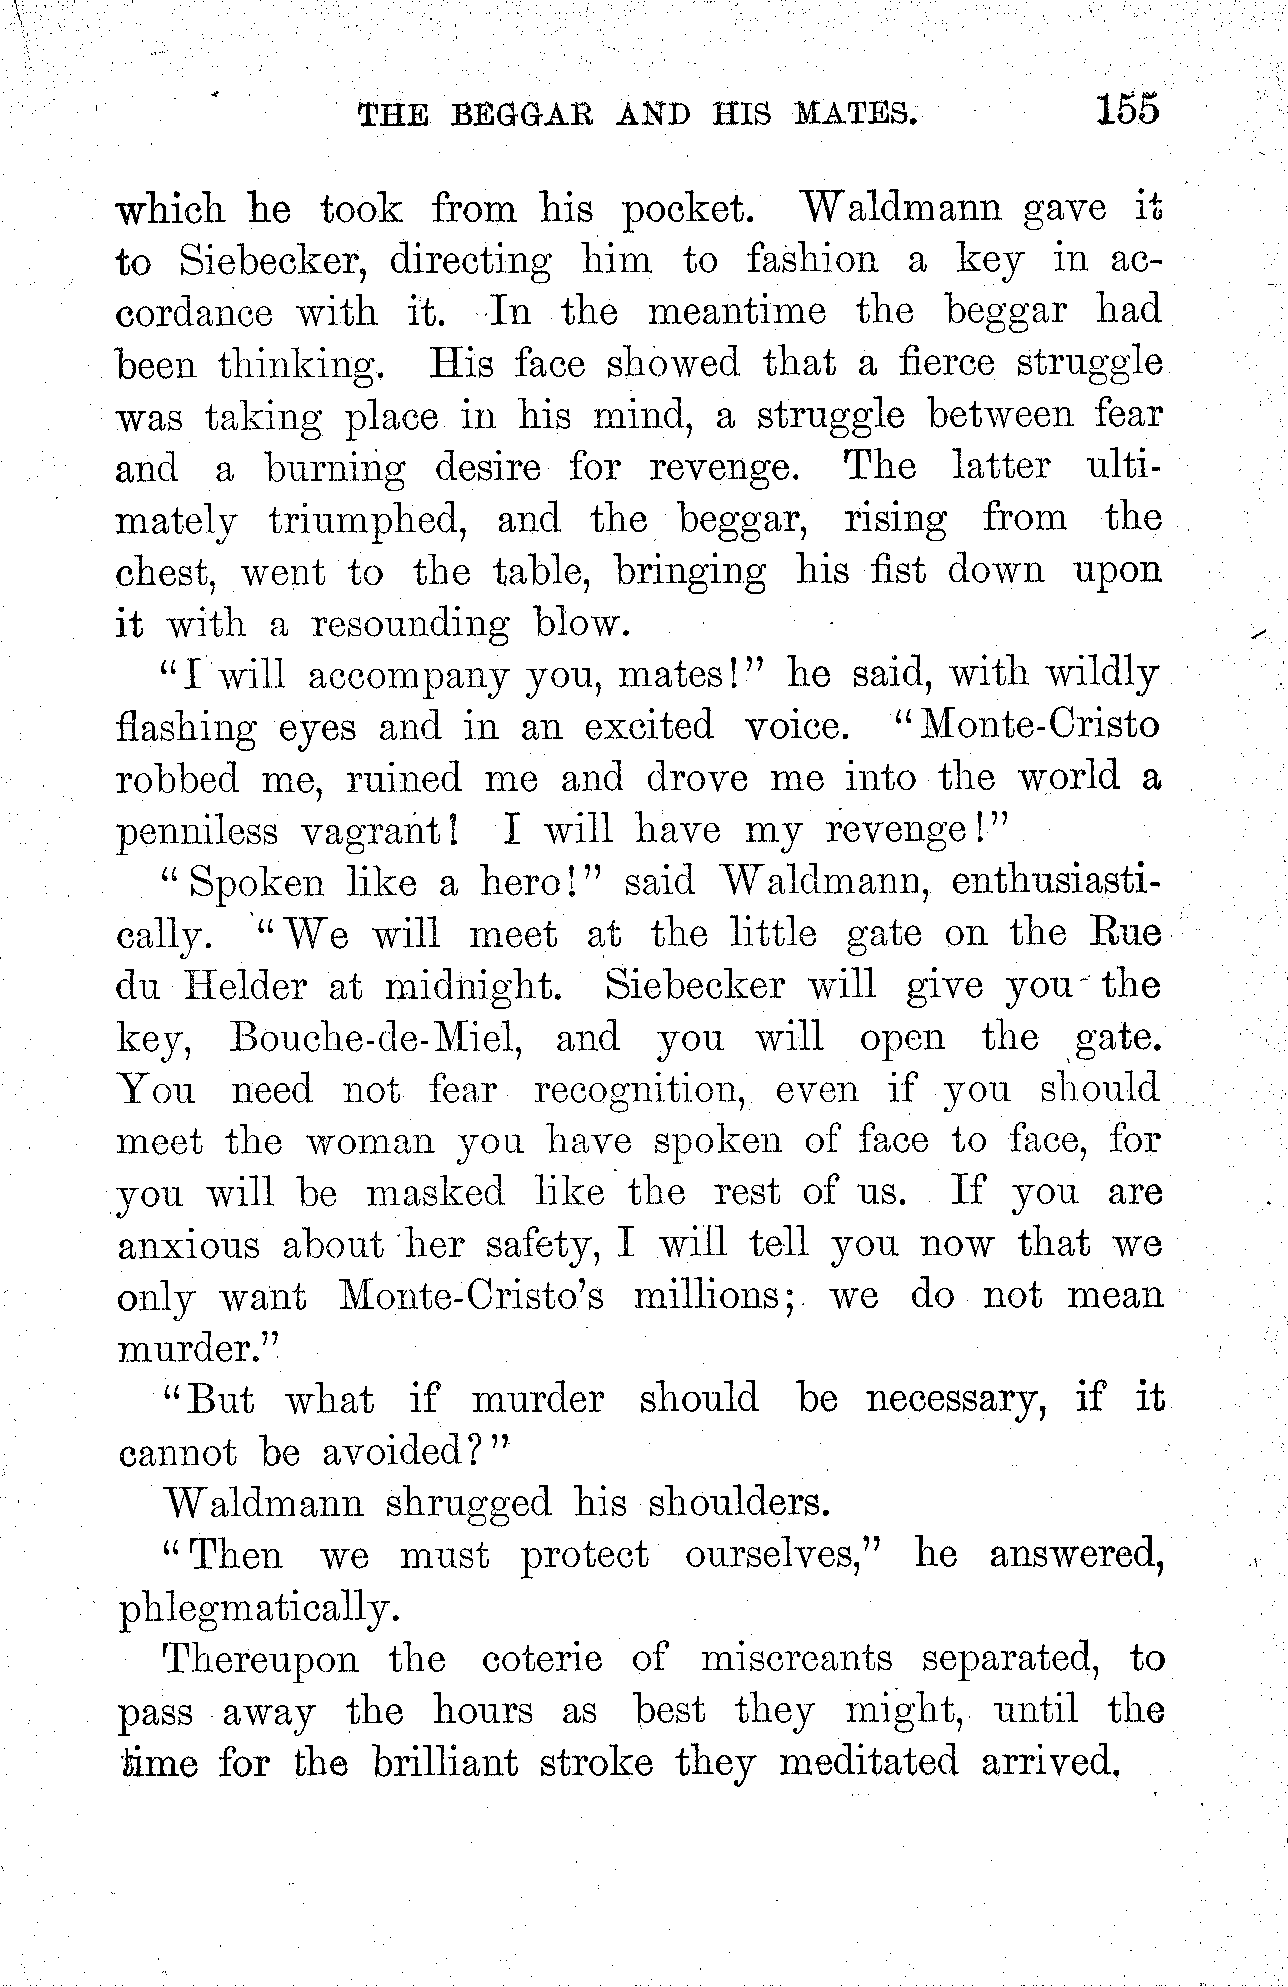 THE BEGGAR AND HIS MATES. 155
which he took from his pocket. Waldmann gave it
to Siebecker, directing him to fashion a key in ac-
cordance with it. In the meantime the beggar had
been thinking. His face showed that a fierce struggle
was taking place in his mind, a struggle between fear
and a burning desire for revenge. The latter ulti-
mately triumphed, and the beggar, rising from the
chest, went to the table, bringing his fist down upon
it with a resounding blow.
"I will accompany you, mates!" he said, with wildly
flashing eyes and in an excited voice. "Monte-Cristo
robbed me, ruined me and drove me into the world a
penniless vagrant! I will have my revenge!"
"Spoken like a hero!" said Waldmann, enthusiasti-
cally. "We will meet at the little gate on the Rue
du Helder at midnight. Siebecker will give you the
key, Bouche-de-Miel, and you will open the gate.
You need not fear recognition, even if you should
meet the woman you have spoken of face to face, for
you will be masked like the rest of us. If you are
anxious about her safety, I will tell you now that we
only want Monte-Cristo's millions; we do not mean
murder."
"But what if murder should be necessary, if it
cannot be avoided?"
Waldmann shrugged his shoulders.
"Then we must protect ourselves," he answered,
phlegmatically.
Thereupon the coterie of miscreants separated, to
pass away the hours as best they might, until the
time for the brilliant stroke they meditated arrived.